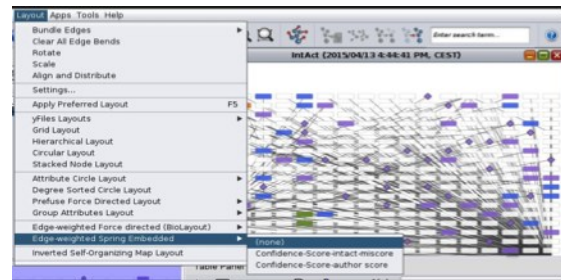 Layout Apps Tools Help
Bundle Edges
Clear All Edge Bends
Rotate
Scale
Align and Distribute
Settings...
Apply Preferred Layout F5
yFiles Layouts
Grid Layout
Hierarchical Layout
Circular Layout
Stacked Node Layout
Attribute Circle Layout
Degree Sorted Circle Layout
Prefuse Force Directed Layout
Group Attributes Layout
Edge-weighted Force directed (BioLayout)
Edge-weighted Spring Embedded
Inverted Self-Organizing Map Layout
(none)
Confidence-Score-intact-miscore
Confidence-Score-author score
Enter search term...
IntAct (2015/04/13 4:44:41 PM, CEST)
Table Panel